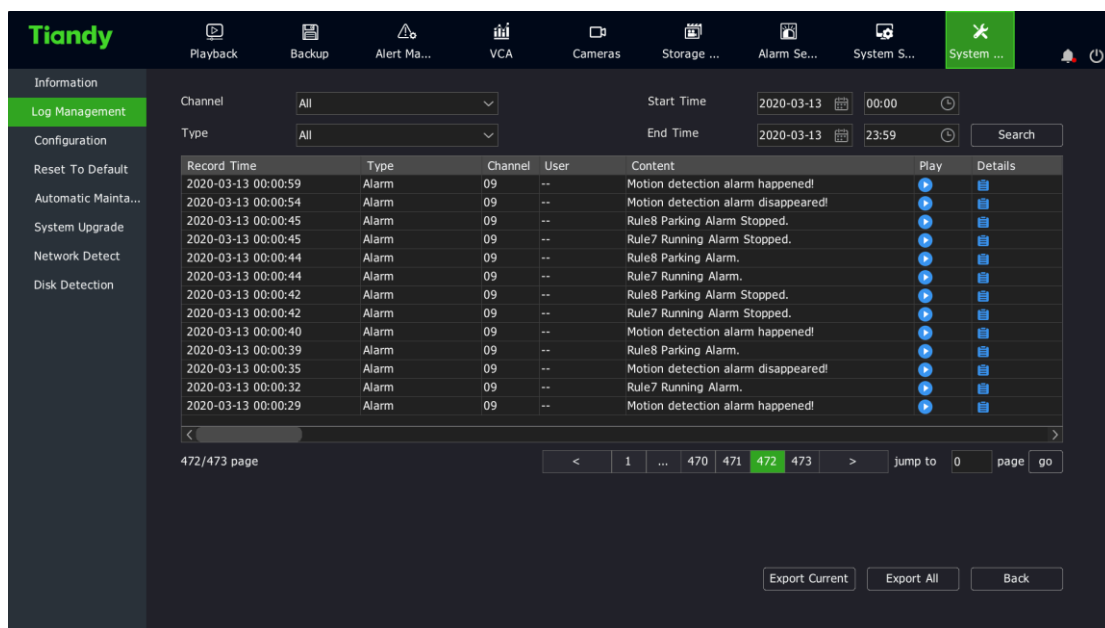 Tiandy
Playback Backup Alert Ma... VCA Cameras Storage ... Alarm Se... System S... System ...
Information
Log Management
Configuration
Reset To Default
Automatic Mainta...
System Upgrade
Network Detect
Disk Detection
Channel All Start Time 2020-03-13 00:00
Type All End Time 2020-03-13 23:59 Search
Record Time Type Channel User Content Play Details
2020-03-13 00:00:59 Alarm 09 -- Motion detection alarm happened!
2020-03-13 00:00:54 Alarm 09 -- Motion detection alarm disappeared!
2020-03-13 00:00:45 Alarm 09 -- Rule8 Parking Alarm Stopped.
2020-03-13 00:00:45 Alarm 09 -- Rule7 Running Alarm Stopped.
2020-03-13 00:00:44 Alarm 09 -- Rule8 Parking Alarm.
2020-03-13 00:00:44 Alarm 09 -- Rule7 Running Alarm.
2020-03-13 00:00:42 Alarm 09 -- Rule8 Parking Alarm Stopped.
2020-03-13 00:00:42 Alarm 09 -- Rule7 Running Alarm Stopped.
2020-03-13 00:00:40 Alarm 09 -- Motion detection alarm happened!
2020-03-13 00:00:39 Alarm 09 -- Rule8 Parking Alarm.
2020-03-13 00:00:35 Alarm 09 -- Motion detection alarm disappeared!
2020-03-13 00:00:32 Alarm 09 -- Rule7 Running Alarm.
2020-03-13 00:00:29 Alarm 09 -- Motion detection alarm happened!
472/473 page < 1 ... 470 471 472 473 > jump to 0 page go
Export Current Export All Back